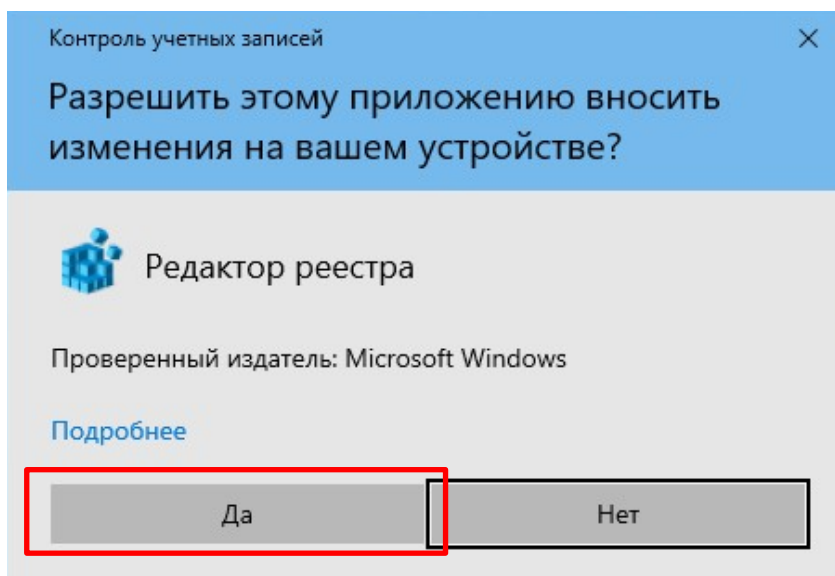 Контроль учетных записей
Разрешить этому приложению вносить
изменения на вашем устройстве?
Редактор реестра
Проверенный издатель: Microsoft Windows
Подробнее
Да
Нет